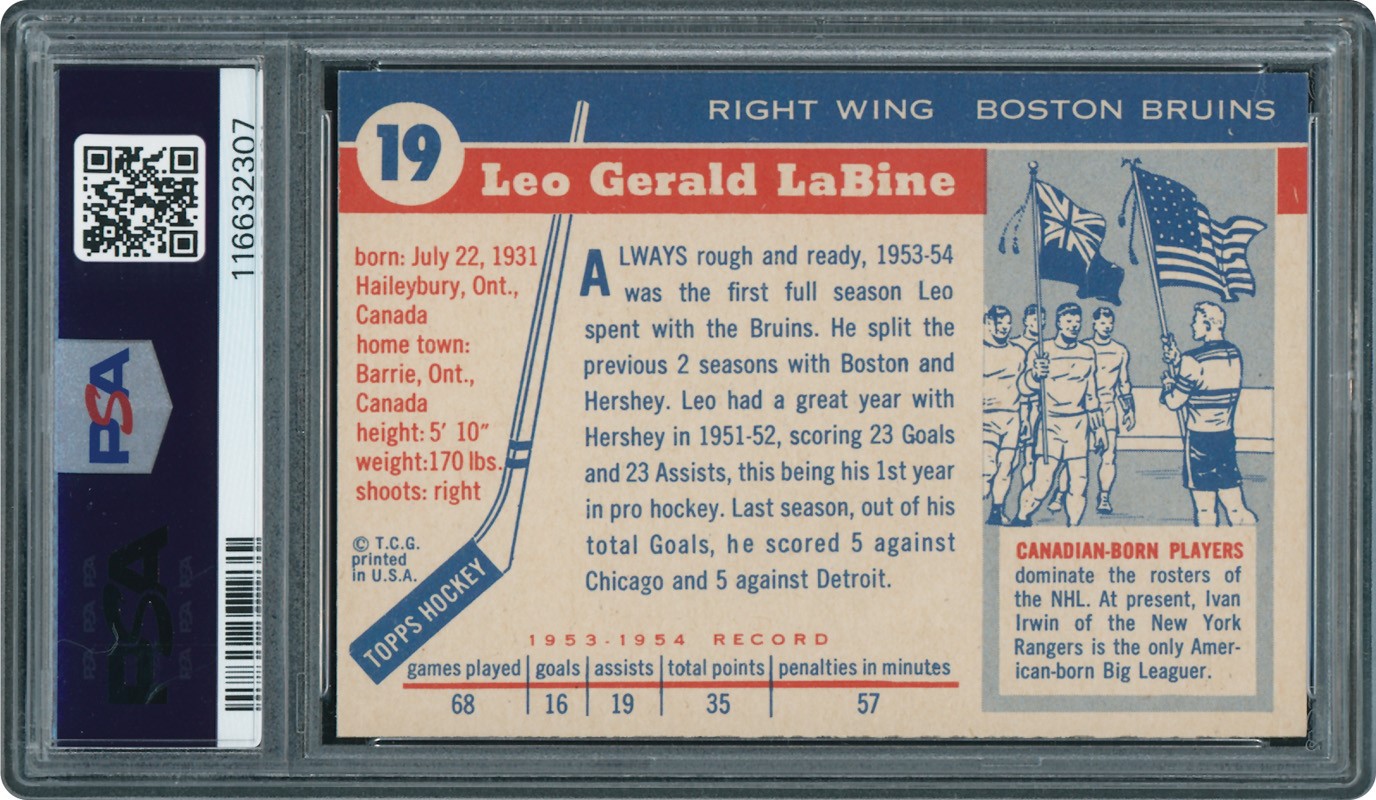 PSA
116632307
PSA
19
RIGHT WING BOSTON BRUINS
Leo Gerald LaBine
born: July 22, 1931
Haileybury, Ont.,
Canada
home town:
Barrie, Ont.,
Canada
height: 5' 10"
weight:170 lbs.
shoots: right
© T.C.G.
printed
in U.S.A.
TOPPS HOCKEY
ALWAYS rough and ready, 1953-54
was the first full season Leo
spent with the Bruins. He split the
previous 2 seasons with Boston and
Hershey. Leo had a great year with
Hershey in 1951-52, scoring 23 Goals
and 23 Assists, this being his 1st year
in pro hockey. Last season, out of his
total Goals, he scored 5 against
Chicago and 5 against Detroit.
CANADIAN-BORN PLAYERS
dominate the rosters of
the NHL. At present, Ivan
Irwin of the New York
Rangers is the only Amer-
ican-born Big Leaguer.
1953-1954 RECORD
games played goals assists total points penalties in minutes
68 16 19 35 57